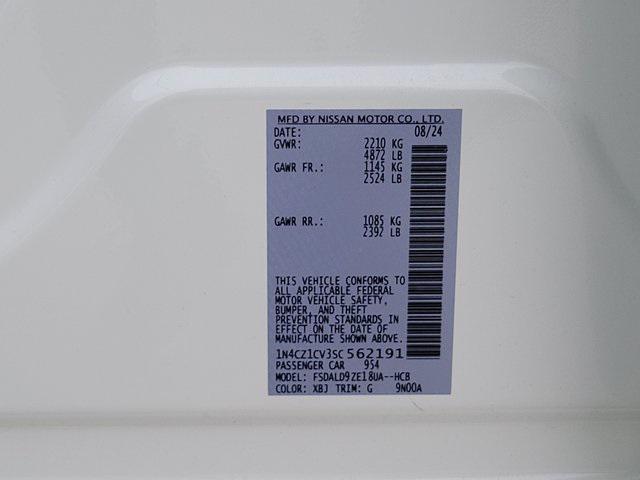 MFD BY NISSAN MOTOR CO., LTD.
DATE: 08/24
GVWR: 2210 KG
4872 LB
GAWR FR.: 1145 KG
2524 LB
GAWR RR.: 1085 KG
2392 LB
THIS VEHICLE CONFORMS TO
ALL APPLICABLE FEDERAL
MOTOR VEHICLE SAFETY,
BUMPER, AND THEFT
PREVENTION STANDARDS IN
EFFECT ON THE DATE OF
MANUFACTURE SHOWN ABOVE.
1N4CZ1CV3SC562191
PASSENGER CAR 954
MODEL: FSDALD9ZE18UA--HCB
COLOR: XBJ TRIM: G 9N00A